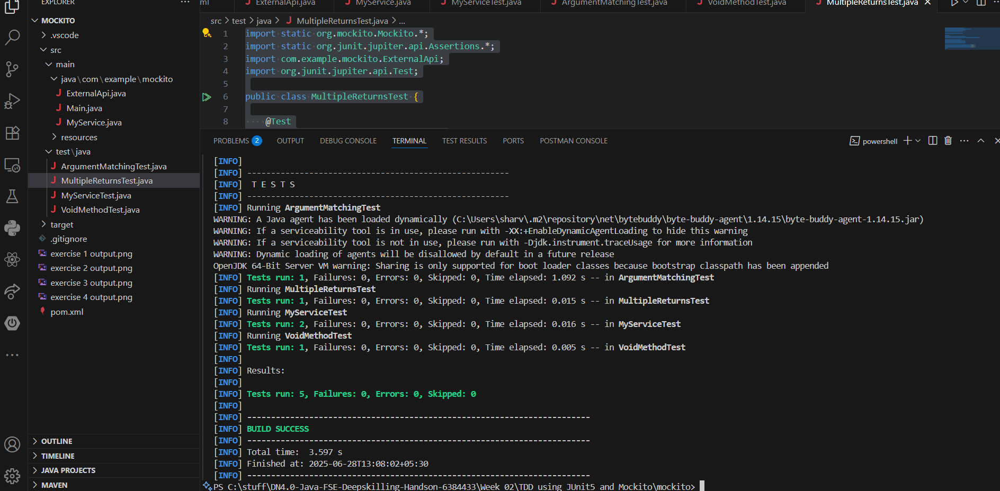 EXPLORER
MOCKITO
.vscode
src
main
java\com\example\mockito
J ExternalApi.java
J Main.java
J MyService.java
resources
test\java
J ArgumentMatchingTest.java
J MultipleReturnsTest.java
J MyServiceTest.java
J VoidMethodTest.java
target
.gitignore
exercise 1 output.png
exercise 2 output.png
exercise 3 output.png
exercise 4 output.png
pom.xml
OUTLINE
TIMELINE
JAVA PROJECTS
MAVEN
ml J ExternalApi.java J MyService.java J MyServiceTest.java J ArgumentMatchingTest.java J VoidMethodTest.java J MultipleReturnsTest.java
src > test > java > J MultipleReturnsTest.java > ...
1 import static org.mockito.Mockito.*;
2 import static org.junit.jupiter.api.Assertions.*;
3 import com.example.mockito.ExternalApi;
4 import org.junit.jupiter.api.Test;
5
6 public class MultipleReturnsTest {
7
8 @Test
PROBLEMS 2 OUTPUT DEBUG CONSOLE TERMINAL TEST RESULTS PORTS POSTMAN CONSOLE powershell
[INFO]
[INFO] -------------------------------------------------------
[INFO]  T E S T S
[INFO] -------------------------------------------------------
[INFO] Running ArgumentMatchingTest
WARNING: A Java agent has been loaded dynamically (C:\Users\sharv\.m2\repository\net\bytebuddy\byte-buddy-agent\1.14.15\byte-buddy-agent-1.14.15.jar)
WARNING: If a serviceability tool is in use, please run with -XX:+EnableDynamicAgentLoading to hide this warning
WARNING: If a serviceability tool is not in use, please run with -Djdk.instrument.traceUsage for more information
WARNING: Dynamic loading of agents will be disallowed by default in a future release
OpenJDK 64-Bit Server VM warning: Sharing is only supported for boot loader classes because bootstrap classpath has been appended
[INFO] Tests run: 1, Failures: 0, Errors: 0, Skipped: 0, Time elapsed: 1.092 s -- in ArgumentMatchingTest
[INFO] Running MultipleReturnsTest
[INFO] Tests run: 1, Failures: 0, Errors: 0, Skipped: 0, Time elapsed: 0.015 s -- in MultipleReturnsTest
[INFO] Running MyServiceTest
[INFO] Tests run: 2, Failures: 0, Errors: 0, Skipped: 0, Time elapsed: 0.016 s -- in MyServiceTest
[INFO] Running VoidMethodTest
[INFO] Tests run: 1, Failures: 0, Errors: 0, Skipped: 0, Time elapsed: 0.005 s -- in VoidMethodTest
[INFO]
[INFO] Results:
[INFO]
[INFO] Tests run: 5, Failures: 0, Errors: 0, Skipped: 0
[INFO]
[INFO] ------------------------------------------------------------------------
[INFO] BUILD SUCCESS
[INFO] ------------------------------------------------------------------------
[INFO] Total time:  3.597 s
[INFO] Finished at: 2025-06-28T13:08:02+05:30
[INFO] ------------------------------------------------------------------------
PS C:\stuff\DN4.0-Java-FSE-Deepskilling-Handson-6384433\Week 02\TDD using JUnit5 and Mockito\mockito>